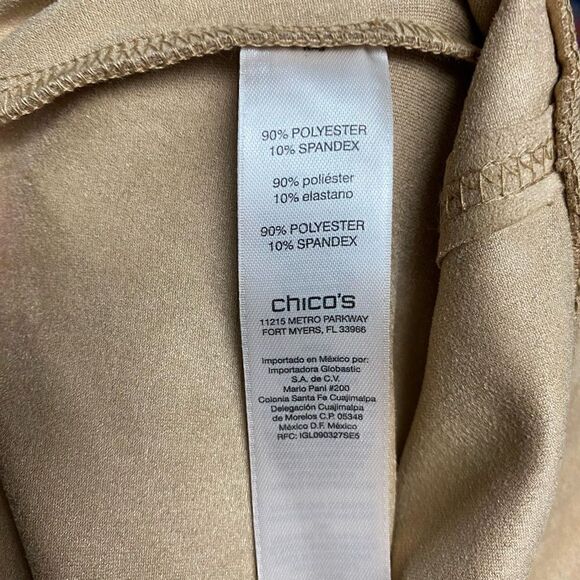 90% POLYESTER
10% SPANDEX
90% poliéster
10% elastano
90% POLYESTER
10% SPANDEX
chico's
11215 METRO PARKWAY
FORT MYERS, FL 33966
Importado en México por:
Importadora Globastic
S.A. de C.V.
Mario Pani #200
Colonia Santa Fe Cuajimalpa
Delegación Cuajimalpa
de Morelos C.P. 05348
México D.F. México
RFC: IGL090327SE5